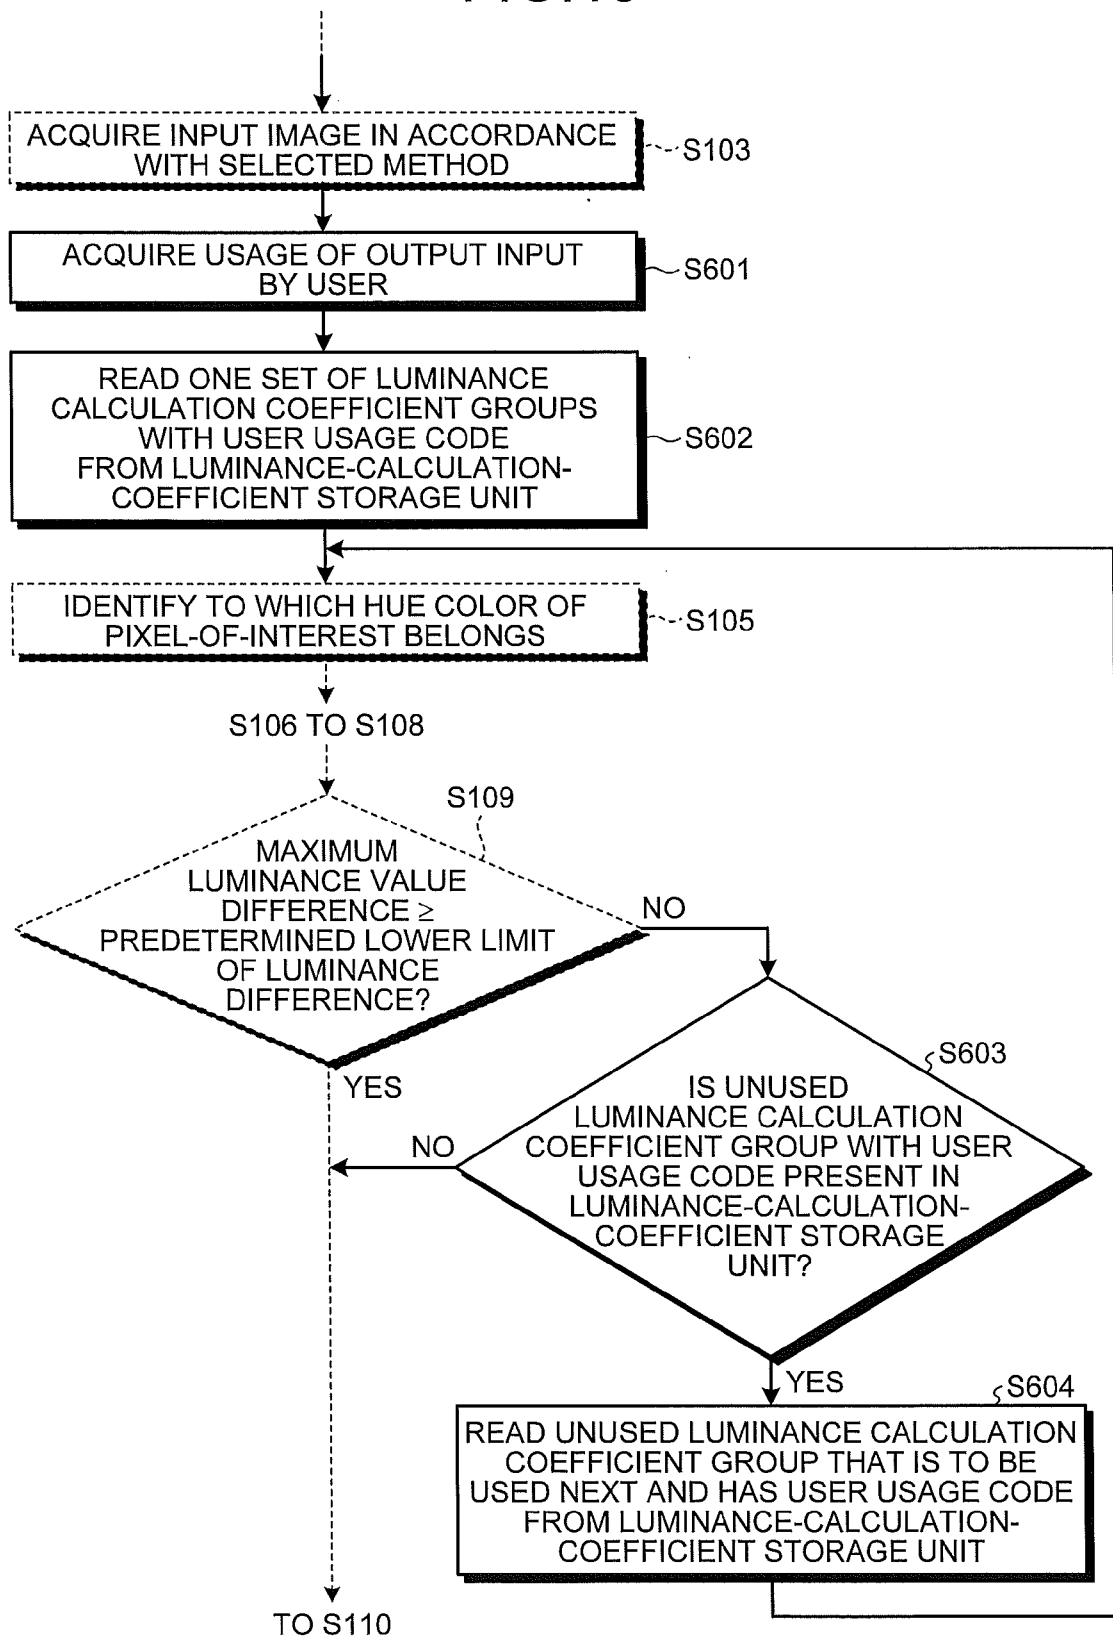 ACQUIRE INPUT IMAGE IN ACCORDANCE
WITH SELECTED METHOD
S103
ACQUIRE USAGE OF OUTPUT INPUT
BY USER
S601
READ ONE SET OF LUMINANCE
CALCULATION COEFFICIENT GROUPS
WITH USER USAGE CODE
FROM LUMINANCE-CALCULATION-
COEFFICIENT STORAGE UNIT
S602
IDENTIFY TO WHICH HUE COLOR OF
PIXEL-OF-INTEREST BELONGS
S105
S106 TO S108
S109
MAXIMUM
LUMINANCE VALUE
DIFFERENCE ≥
PREDETERMINED LOWER LIMIT
OF LUMINANCE
DIFFERENCE?
NO
YES
S603
IS UNUSED
LUMINANCE CALCULATION
COEFFICIENT GROUP WITH USER
USAGE CODE PRESENT IN
LUMINANCE-CALCULATION-
COEFFICIENT STORAGE
UNIT?
NO
YES
S604
READ UNUSED LUMINANCE CALCULATION
COEFFICIENT GROUP THAT IS TO BE
USED NEXT AND HAS USER USAGE CODE
FROM LUMINANCE-CALCULATION-
COEFFICIENT STORAGE UNIT
TO S110